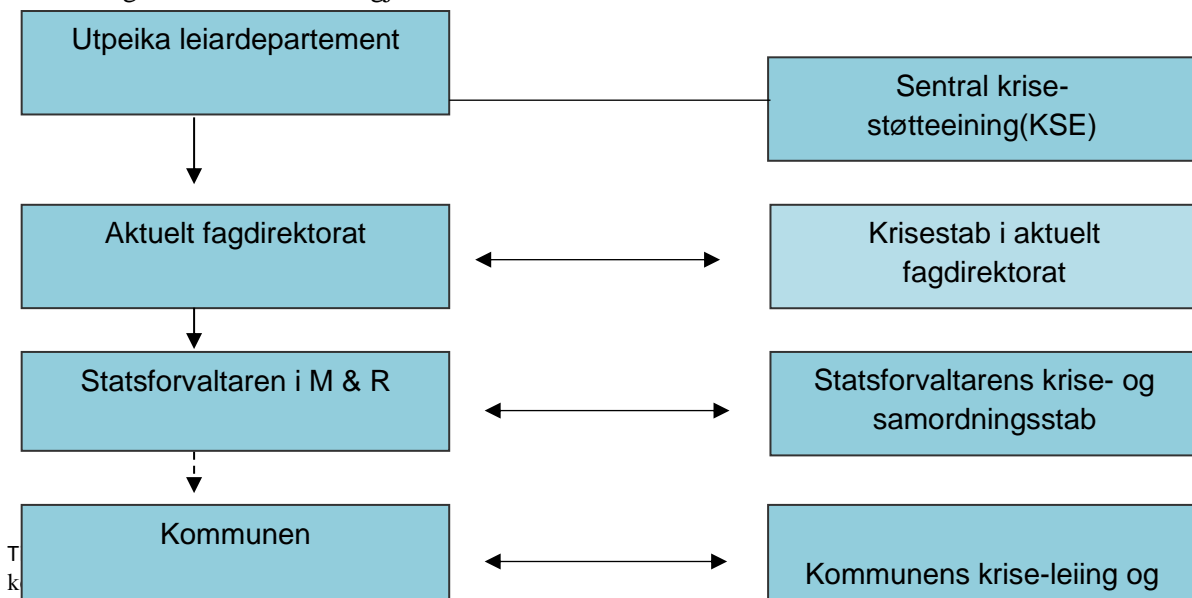 Utpeika leiardepartement
Sentral krise-
støtteeining(KSE)
Aktuelt fagdirektorat
Krisestab i aktuelt
fagdirektorat
Statsforvaltaren i M & R
Statsforvaltarens krise- og
samordningsstab
Kommunen
Kommunens krise-leiing og